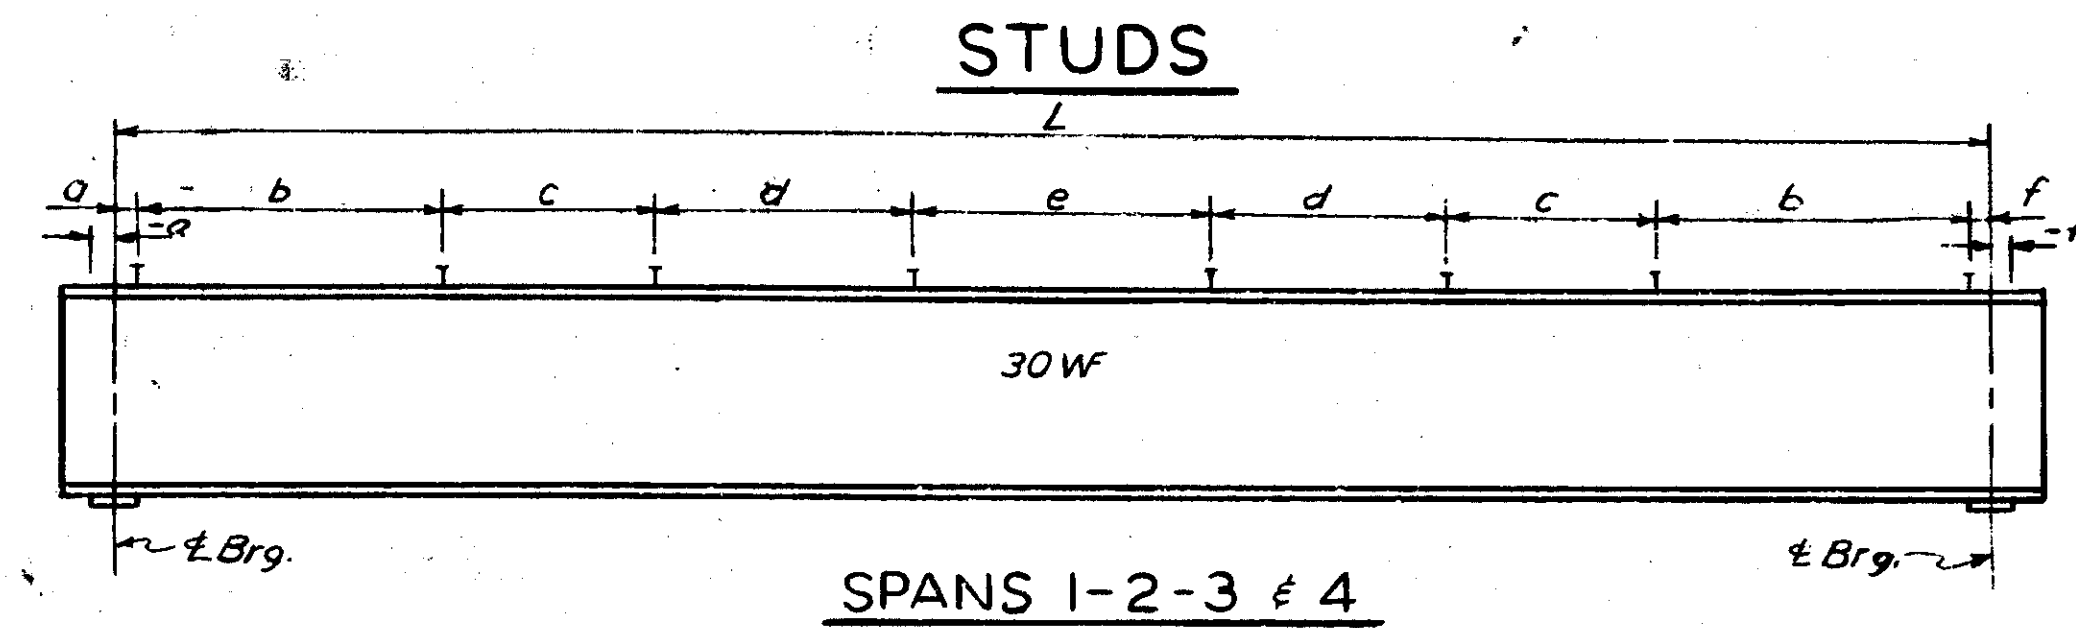 STUDS
L
a b c d e d c b f
-a
30 WF
℄ Brg. ℄ Brg.
SPANS 1-2-3 & 4